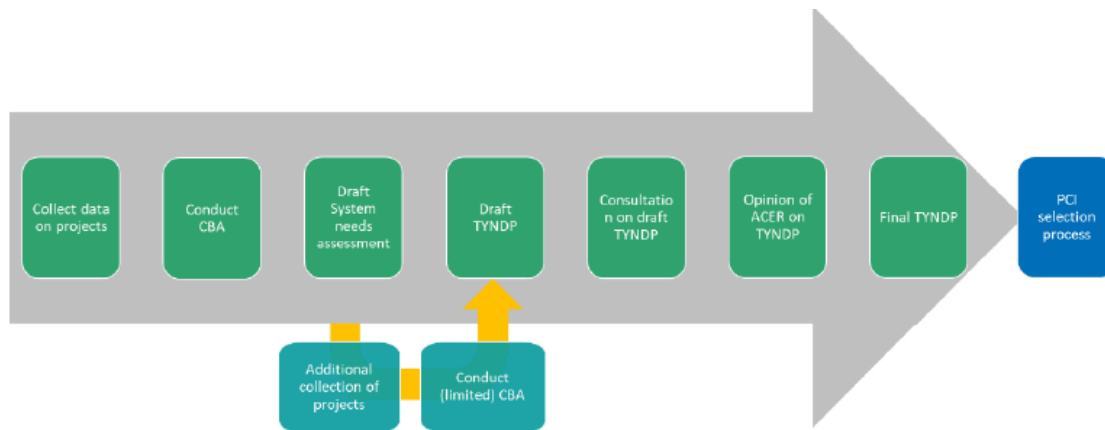 Collect data
on projects
Conduct
CBA
Draft
System
needs
assessment
Draft
TYNDP
Consultatio
n on draft
TYNDP
Opinion of
ACER on
TYNDP
Final TYNDP
PCI
selection
process
Additional
collection of
projects
Conduct
(limited) CBA